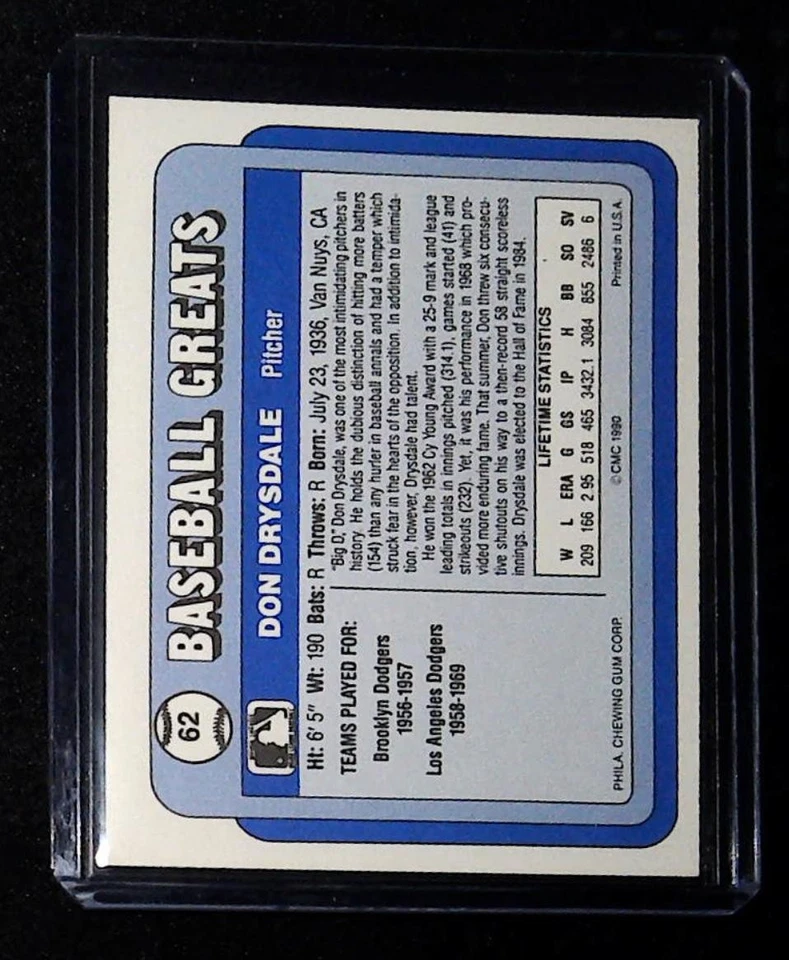 62
BASEBALL GREATS
DON DRYSDALE Pitcher
Ht: 6' 5" Wt: 190 Bats: R Throws: R Born: July 23, 1936, Van Nuys, CA
TEAMS PLAYED FOR:
Brooklyn Dodgers
1956-1957
Los Angeles Dodgers
1958-1969
"Big D," Don Drysdale, was one of the most intimidating pitchers in
history. He holds the dubious distinction of hitting more batters
(154) than any hurler in baseball annals and had a temper which
struck fear in the hearts of the opposition. In addition to intimida-
tion, however, Drysdale had talent.
He won the 1962 Cy Young Award with a 25-9 mark and league
leading totals in innings pitched (314.1), games started (41) and
strikeouts (232). Yet, it was his performance in 1968 which pro-
vided more enduring fame. That summer, Don threw six consecu-
tive shutouts on his way to a then-record 58 straight scoreless
innings. Drysdale was elected to the Hall of Fame in 1984.
LIFETIME STATISTICS
W L ERA G GS IP H BB SO SV
209 166 2.95 518 465 3432.1 3084 855 2486 6
PHILA. CHEWING GUM CORP. © CMC 1990 Printed in U.S.A.